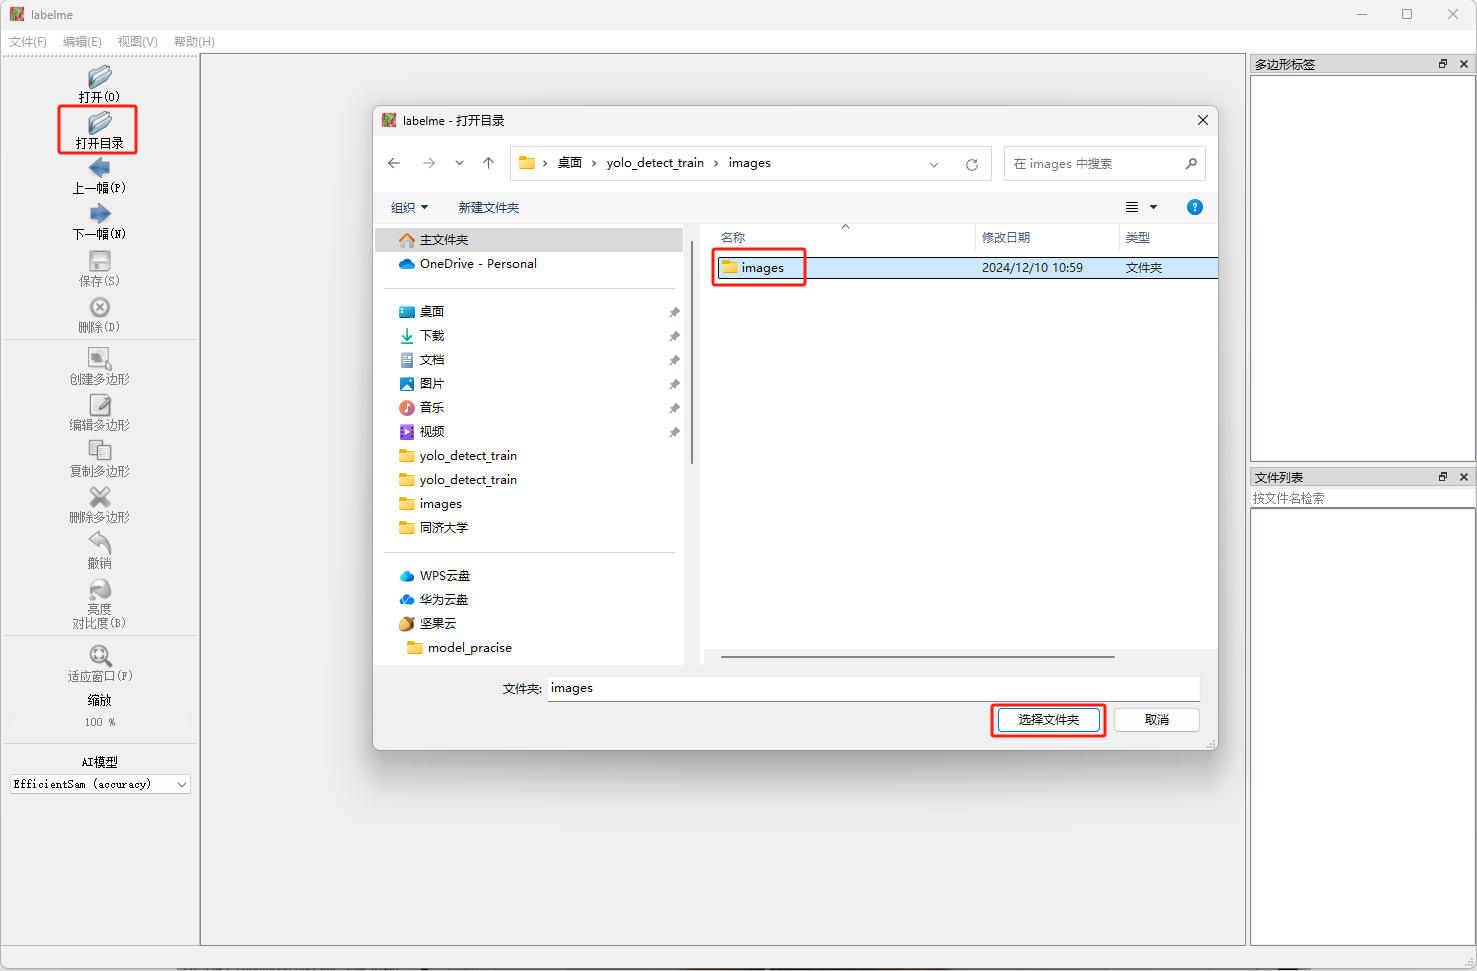 labelme
文件(F) 编辑(E) 视图(V) 帮助(H)
打开(O)
打开目录
上一幅(P)
下一幅(N)
保存(S)
删除(D)
创建多边形
编辑多边形
复制多边形
删除多边形
撤销
亮度
对比度(B)
适应窗口(F)
缩放
100 %
AI模型
EfficientSam (accuracy)
labelme - 打开目录
桌面 › yolo_detect_train › images
在 images 中搜索
组织 新建文件夹
主文件夹
OneDrive - Personal
桌面
下载
文档
图片
音乐
视频
yolo_detect_train
yolo_detect_train
images
同济大学
WPS云盘
华为云盘
坚果云
model_pracise
名称 修改日期 类型
images 2024/12/10 10:59 文件夹
文件夹: images
选择文件夹 取消
多边形标签
文件列表
按文件名检索